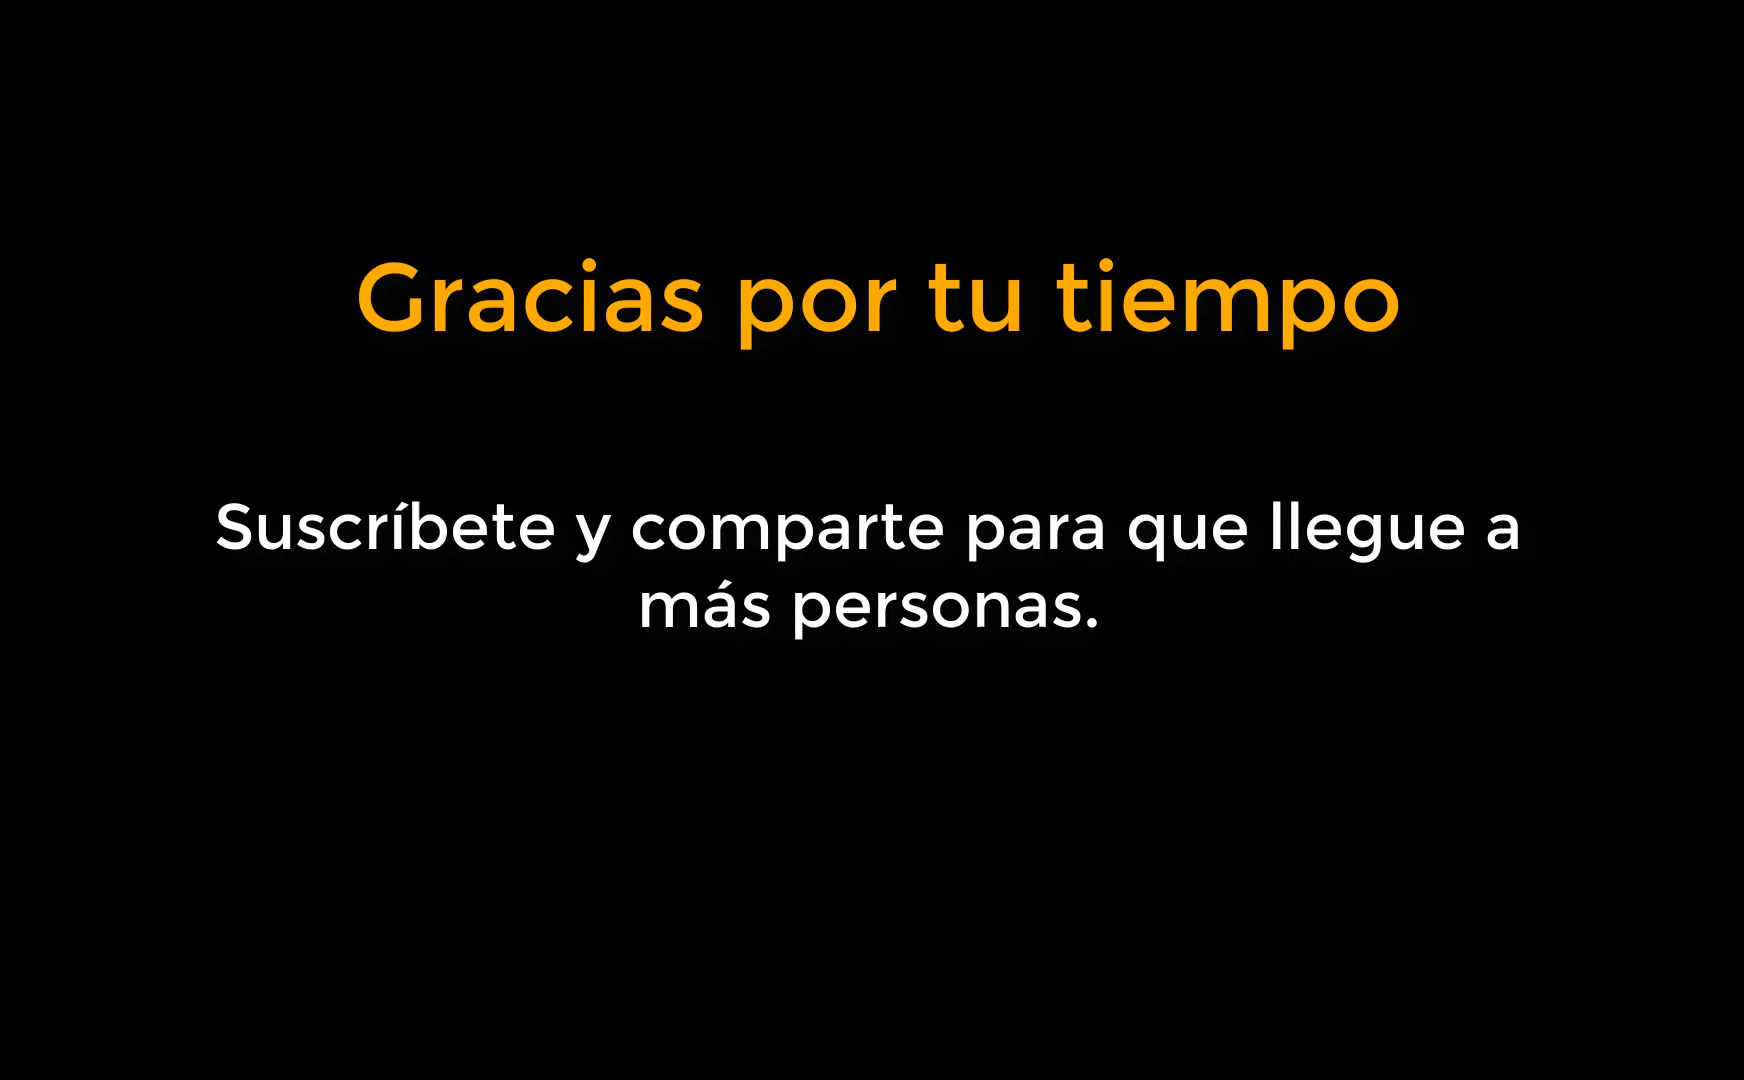 Gracias por tu tiempo
Suscríbete y comparte para que llegue a
más personas.